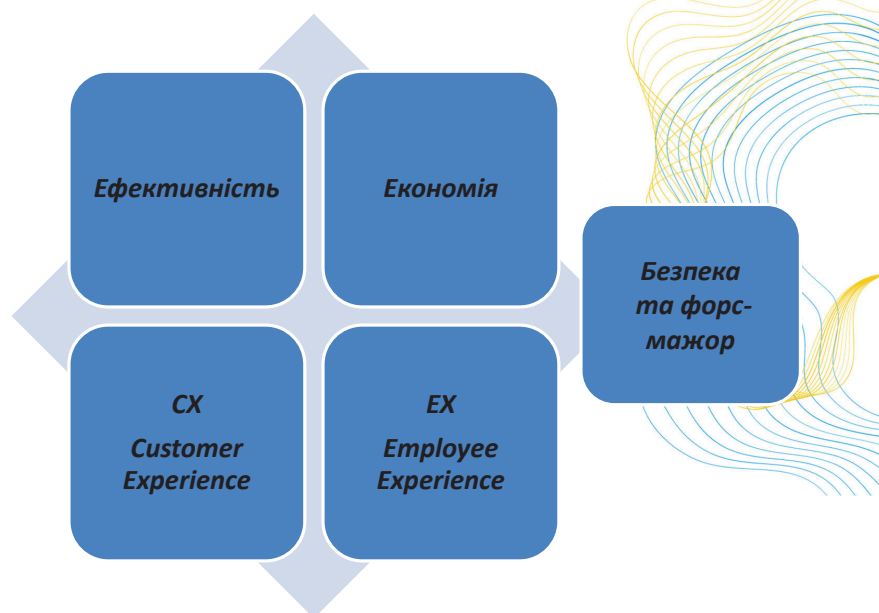 Ефективність
Економія
Безпека
та форс-
мажор
CX
Customer
Experience
EX
Employee
Experience